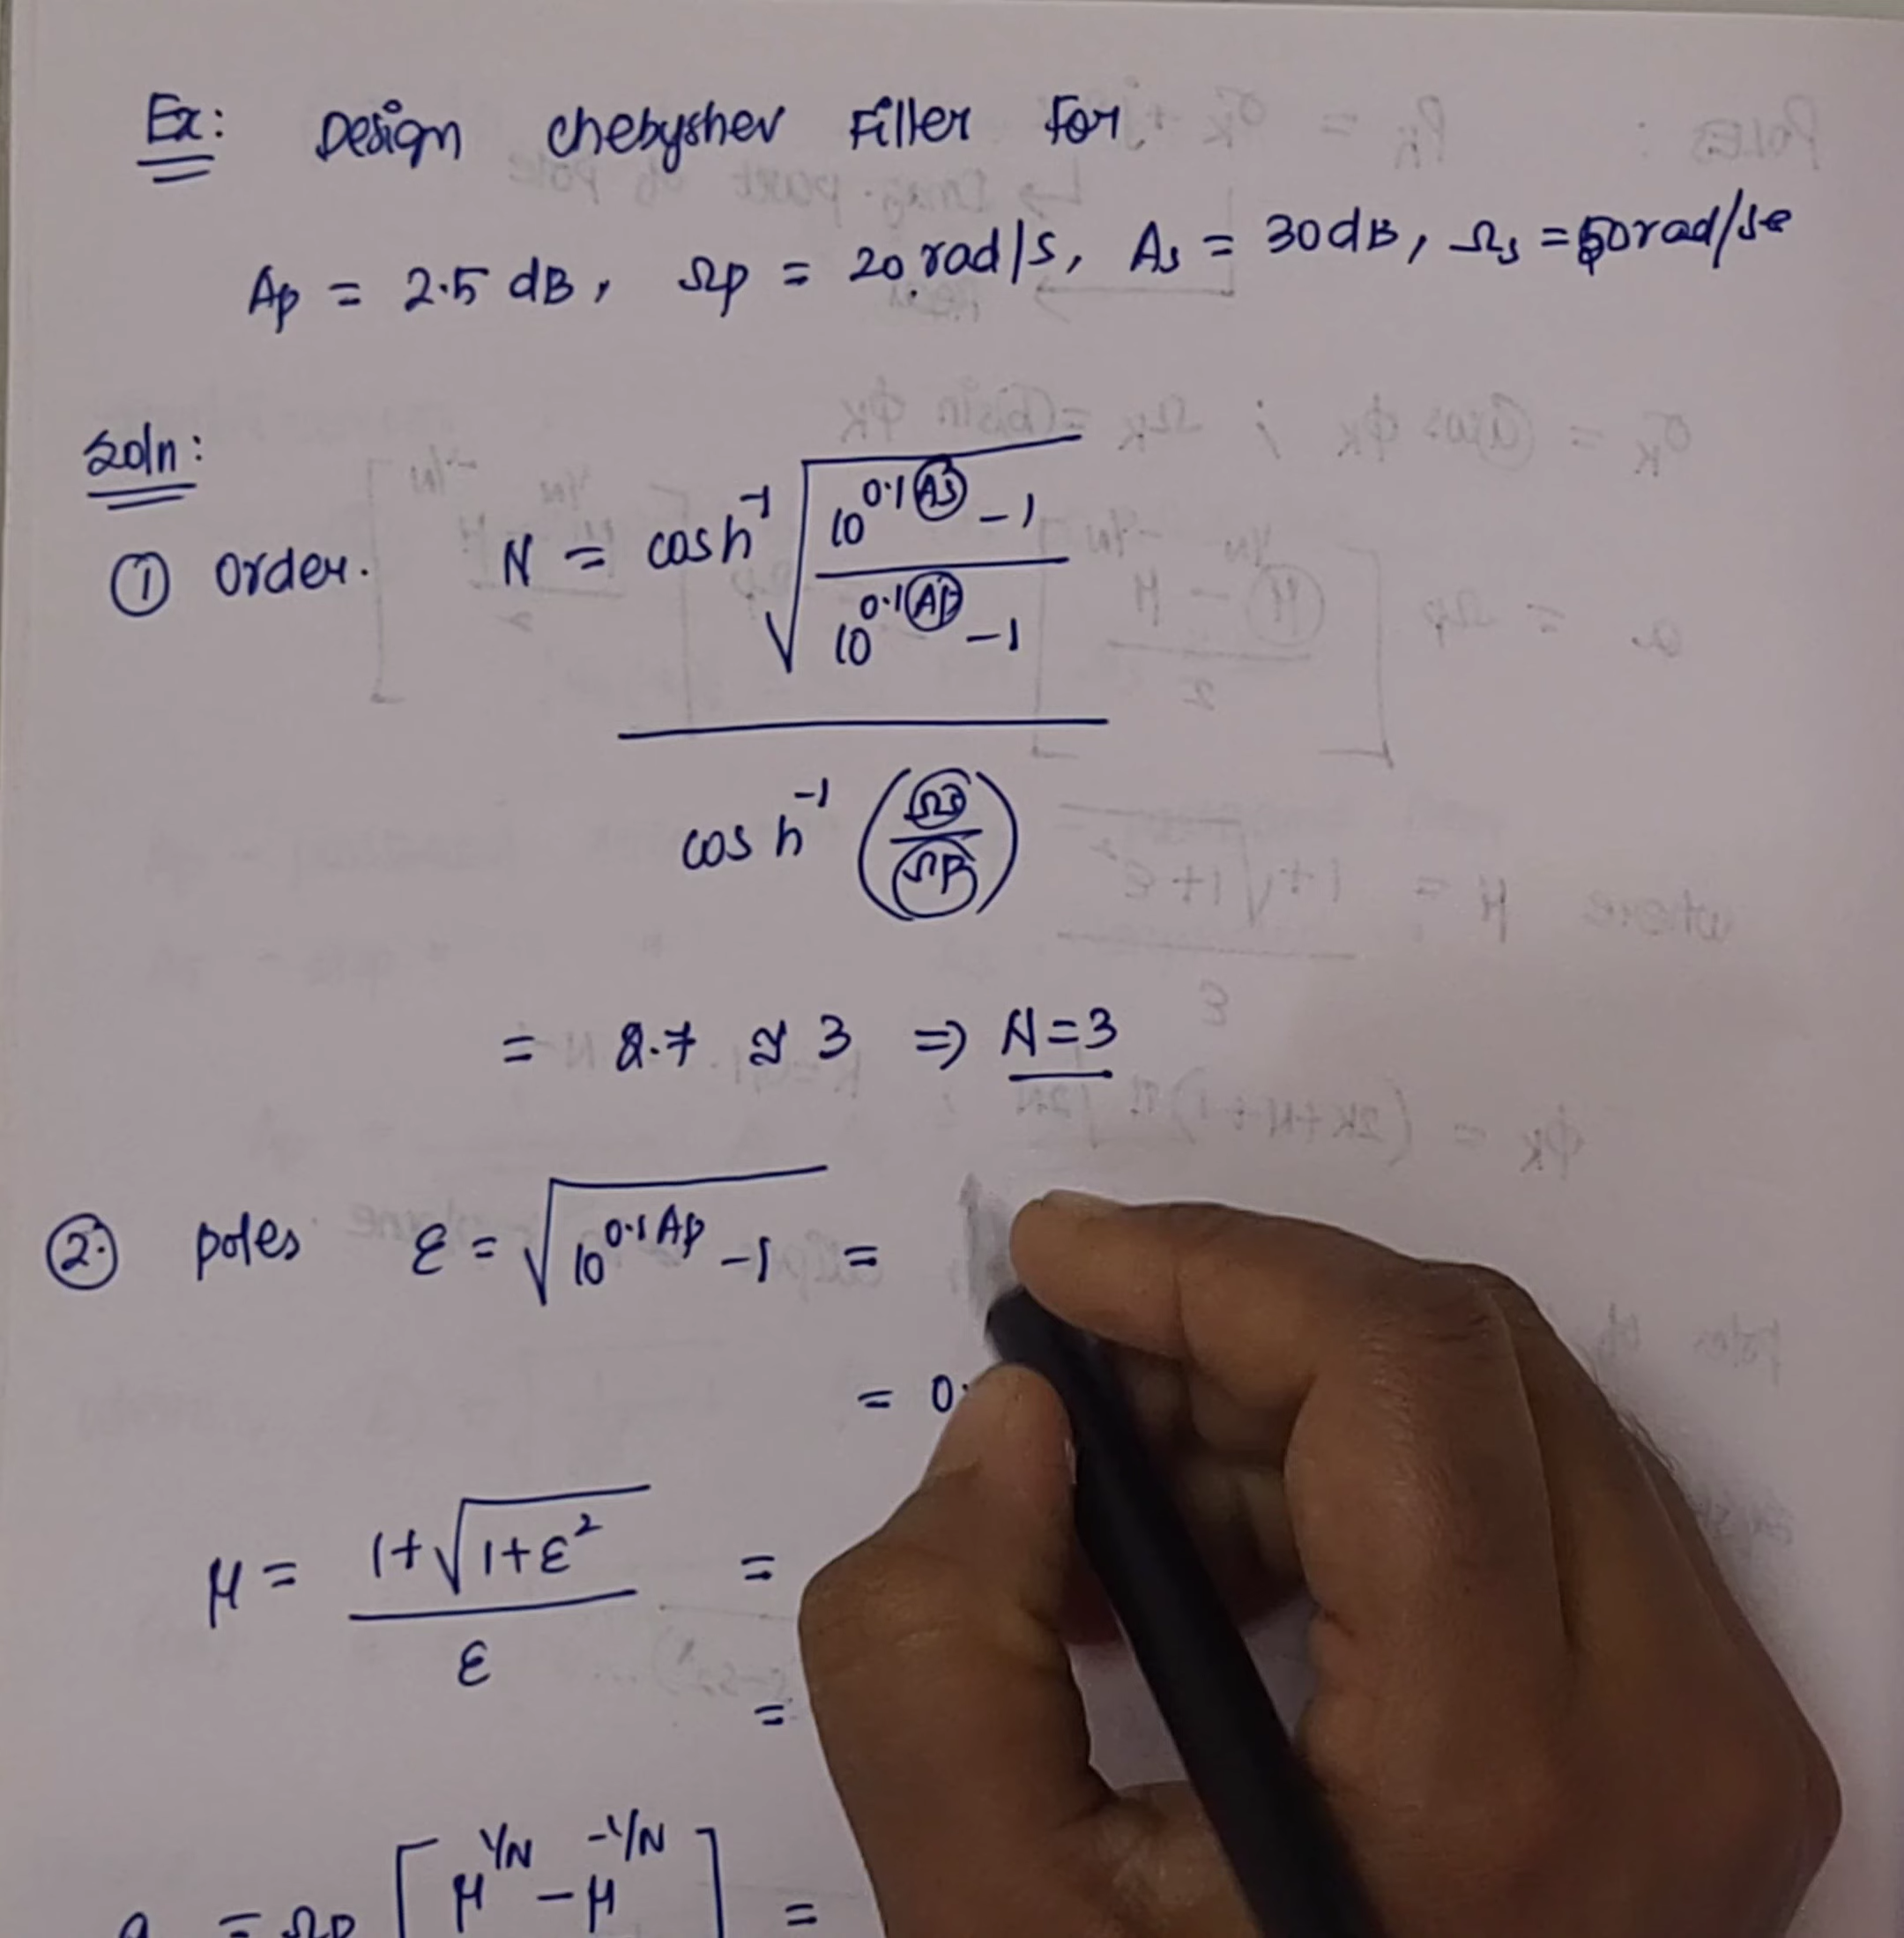 Ex: Design chebyshev Filler For
Ap = 2.5 dB, Ωp = 20 rad/s, As = 30 dB, Ωs = 50 rad/se
Soln:
① Order. N = cosh⁻¹ √((10^0.1As − 1)/(10^0.1Ap − 1))
cosh⁻¹ (Ωs/Ωp)
= 2.7 ≈ 3 ⇒ N=3
②. poles ε = √(10^0.1Ap − 1) =
= 0.
μ = (1+√(1+ε²))/ε =
=
a = Ωp [μ^1/N − μ^-1/N] =